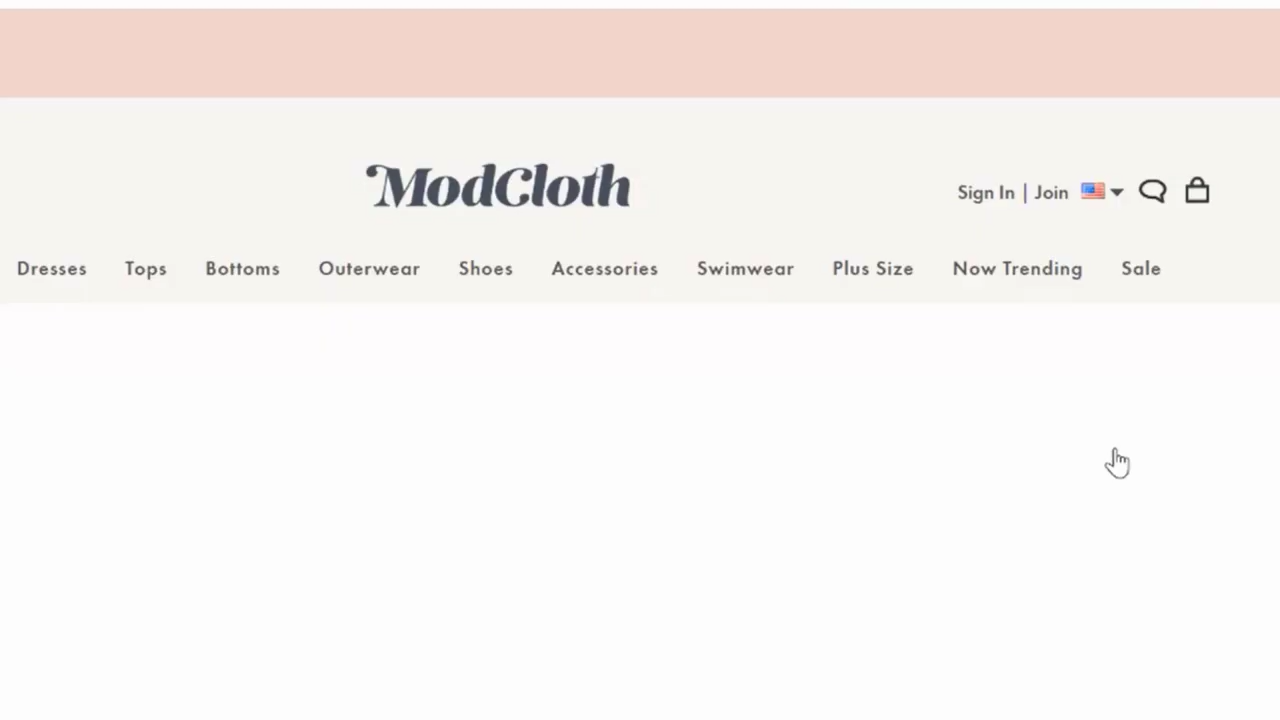 ModCloth
Sign In | Join
Dresses Tops Bottoms Outerwear Shoes Accessories Swimwear Plus Size Now Trending Sale